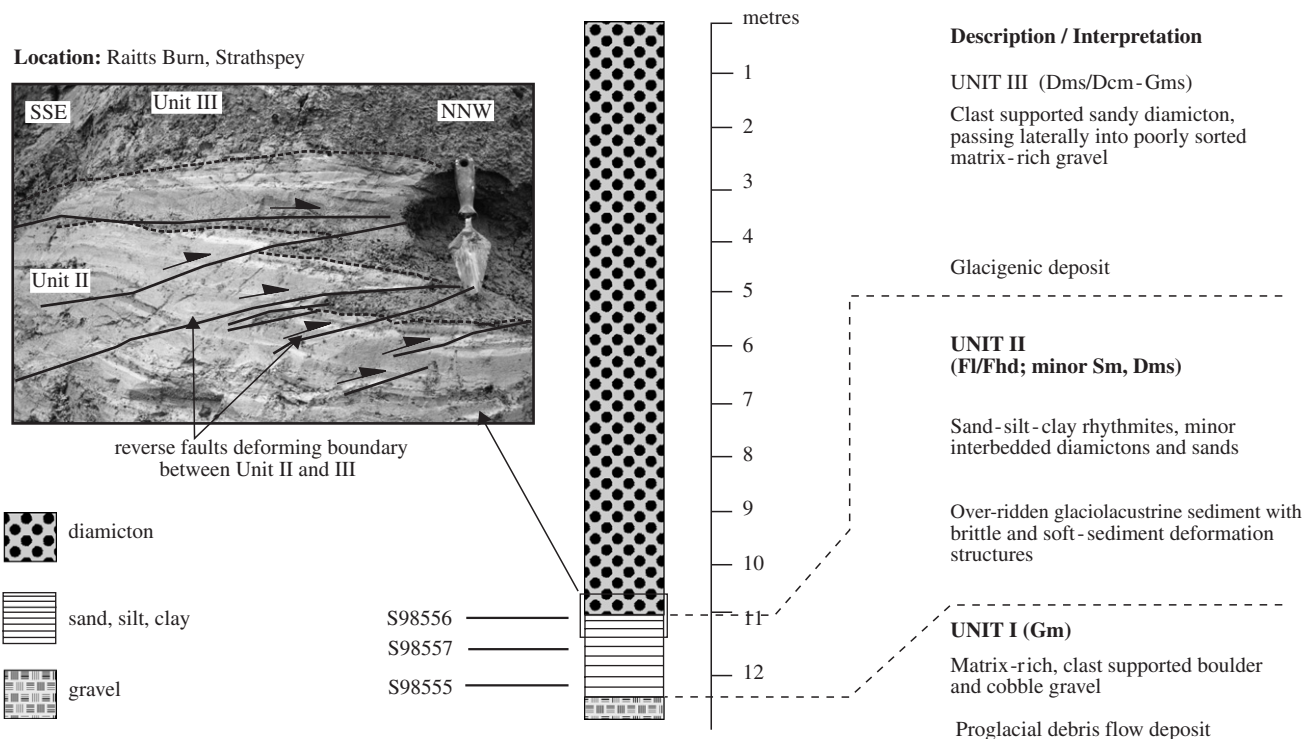 Location: Raitts Burn, Strathspey
SSE
Unit III
NNW
Unit II
reverse faults deforming boundary
between Unit II and III
diamicton
sand, silt, clay
gravel
S98556
S98557
S98555
metres
1
2
3
4
5
6
7
8
9
10
11
12
Description / Interpretation
UNIT III (Dms/Dcm-Gms)
Clast supported sandy diamicton,
passing laterally into poorly sorted
matrix-rich gravel
Glacigenic deposit
UNIT II
(Fl/Fhd; minor Sm, Dms)
Sand-silt-clay rhythmites, minor
interbedded diamictons and sands
Over-ridden glaciolacustrine sediment with
brittle and soft-sediment deformation
structures
UNIT I (Gm)
Matrix-rich, clast supported boulder
and cobble gravel
Proglacial debris flow deposit